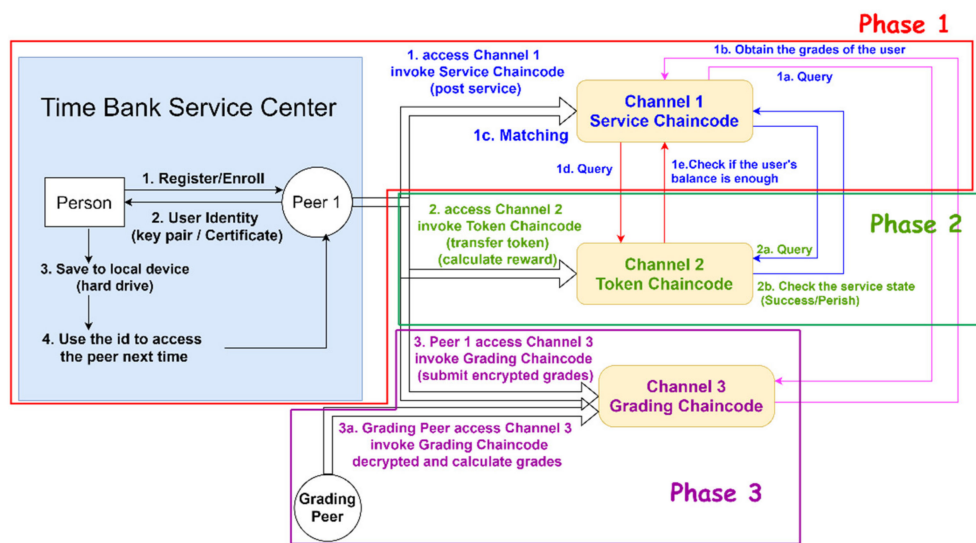 Phase 1
1. access Channel 1
invoke Service Chaincode
(post service)
1b. Obtain the grades of the user
1a. Query
Time Bank Service Center
Channel 1
Service Chaincode
1c. Matching
1d. Query
1e.Check if the user's
balance is enough
1. Register/Enroll
Person
Peer 1
2. User Identity
(key pair / Certificate)
3. Save to local device
(hard drive)
4. Use the id to access
the peer next time
Phase 2
2. access Channel 2
invoke Token Chaincode
(transfer token)
(calculate reward)
Channel 2
Token Chaincode
2a. Query
2b. Check the service state
(Success/Perish)
3. Peer 1 access Channel 3
invoke Grading Chaincode
(submit encrypted grades)
Channel 3
Grading Chaincode
3a. Grading Peer access Channel 3
invoke Grading Chaincode
decrypted and calculate grades
Grading
Peer
Phase 3